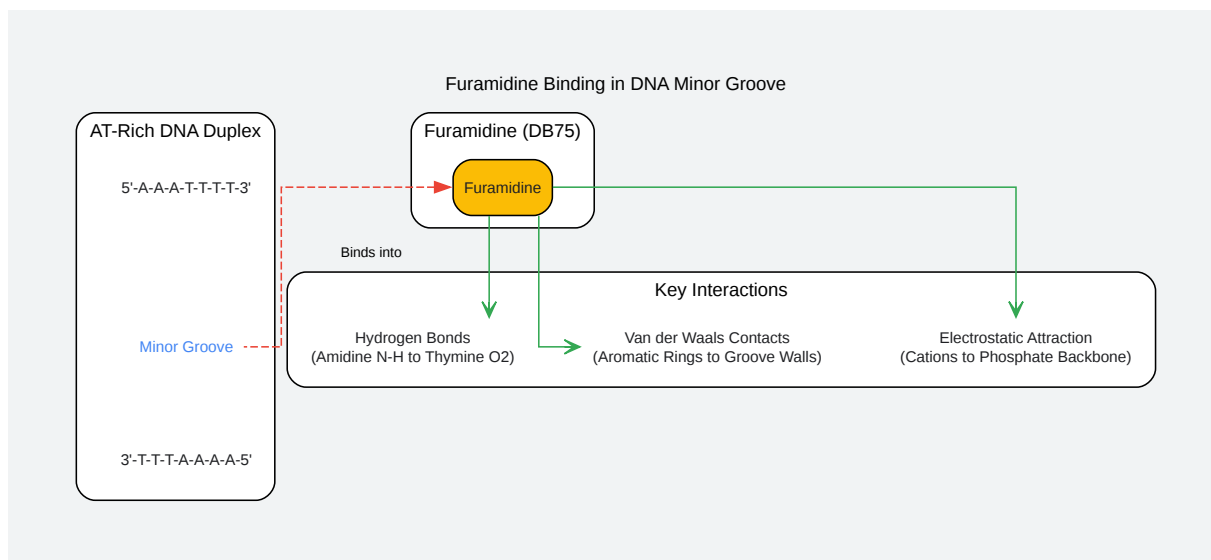 Furamidine Binding in DNA Minor Groove
AT-Rich DNA Duplex
5'-A-A-A-T-T-T-T-3'
Minor Groove
3'-T-T-T-A-A-A-A-5'
Furamidine (DB75)
Furamidine
Binds into
Key Interactions
Hydrogen Bonds
(Amidine N-H to Thymine O2)
Van der Waals Contacts
(Aromatic Rings to Groove Walls)
Electrostatic Attraction
(Cations to Phosphate Backbone)